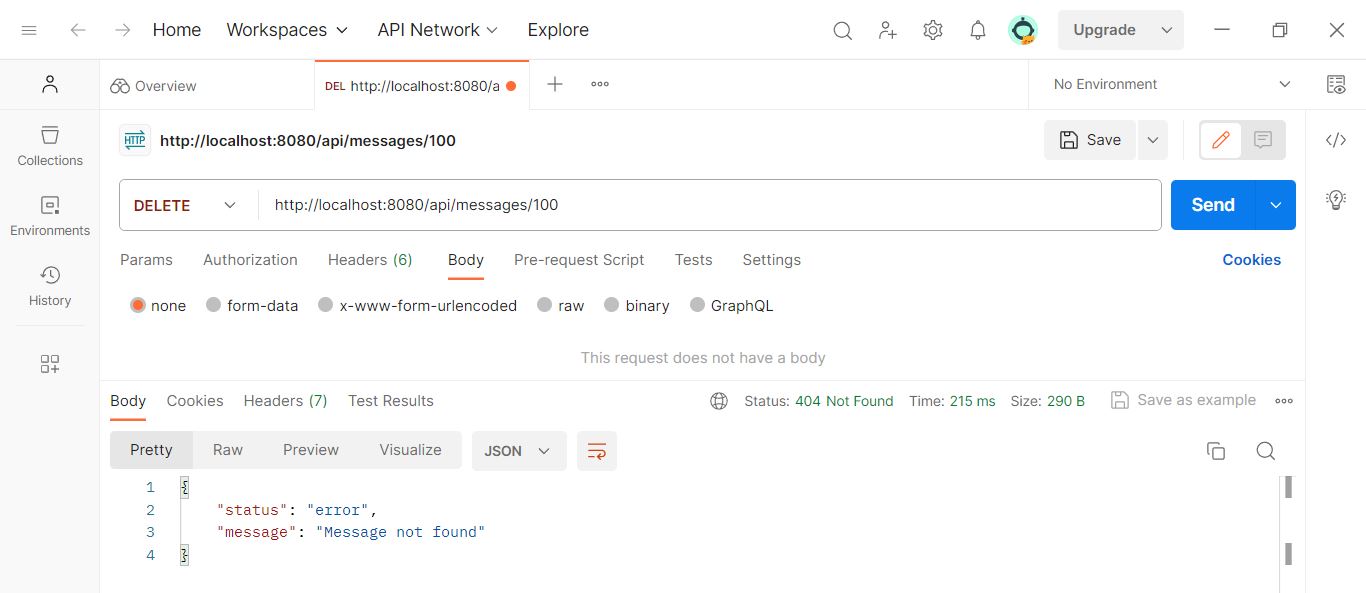 Home Workspaces API Network Explore Upgrade
Overview DEL http://localhost:8080/a No Environment
HTTP http://localhost:8080/api/messages/100 Save
Collections
DELETE http://localhost:8080/api/messages/100 Send
Environments
Params Authorization Headers (6) Body Pre-request Script Tests Settings Cookies
History
none form-data x-www-form-urlencoded raw binary GraphQL
This request does not have a body
Body Cookies Headers (7) Test Results Status: 404 Not Found Time: 215 ms Size: 290 B Save as example
Pretty Raw Preview Visualize JSON
1 {
2 "status": "error",
3 "message": "Message not found"
4 }